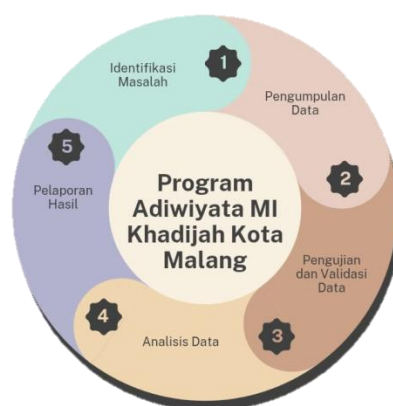 Program
Adiwiyata MI
Khadijah Kota
Malang
1
Identifikasi
Masalah
2
Pengumpulan
Data
3
Pengujian
dan Validasi
Data
4
Analisis Data
5
Pelaporan
Hasil